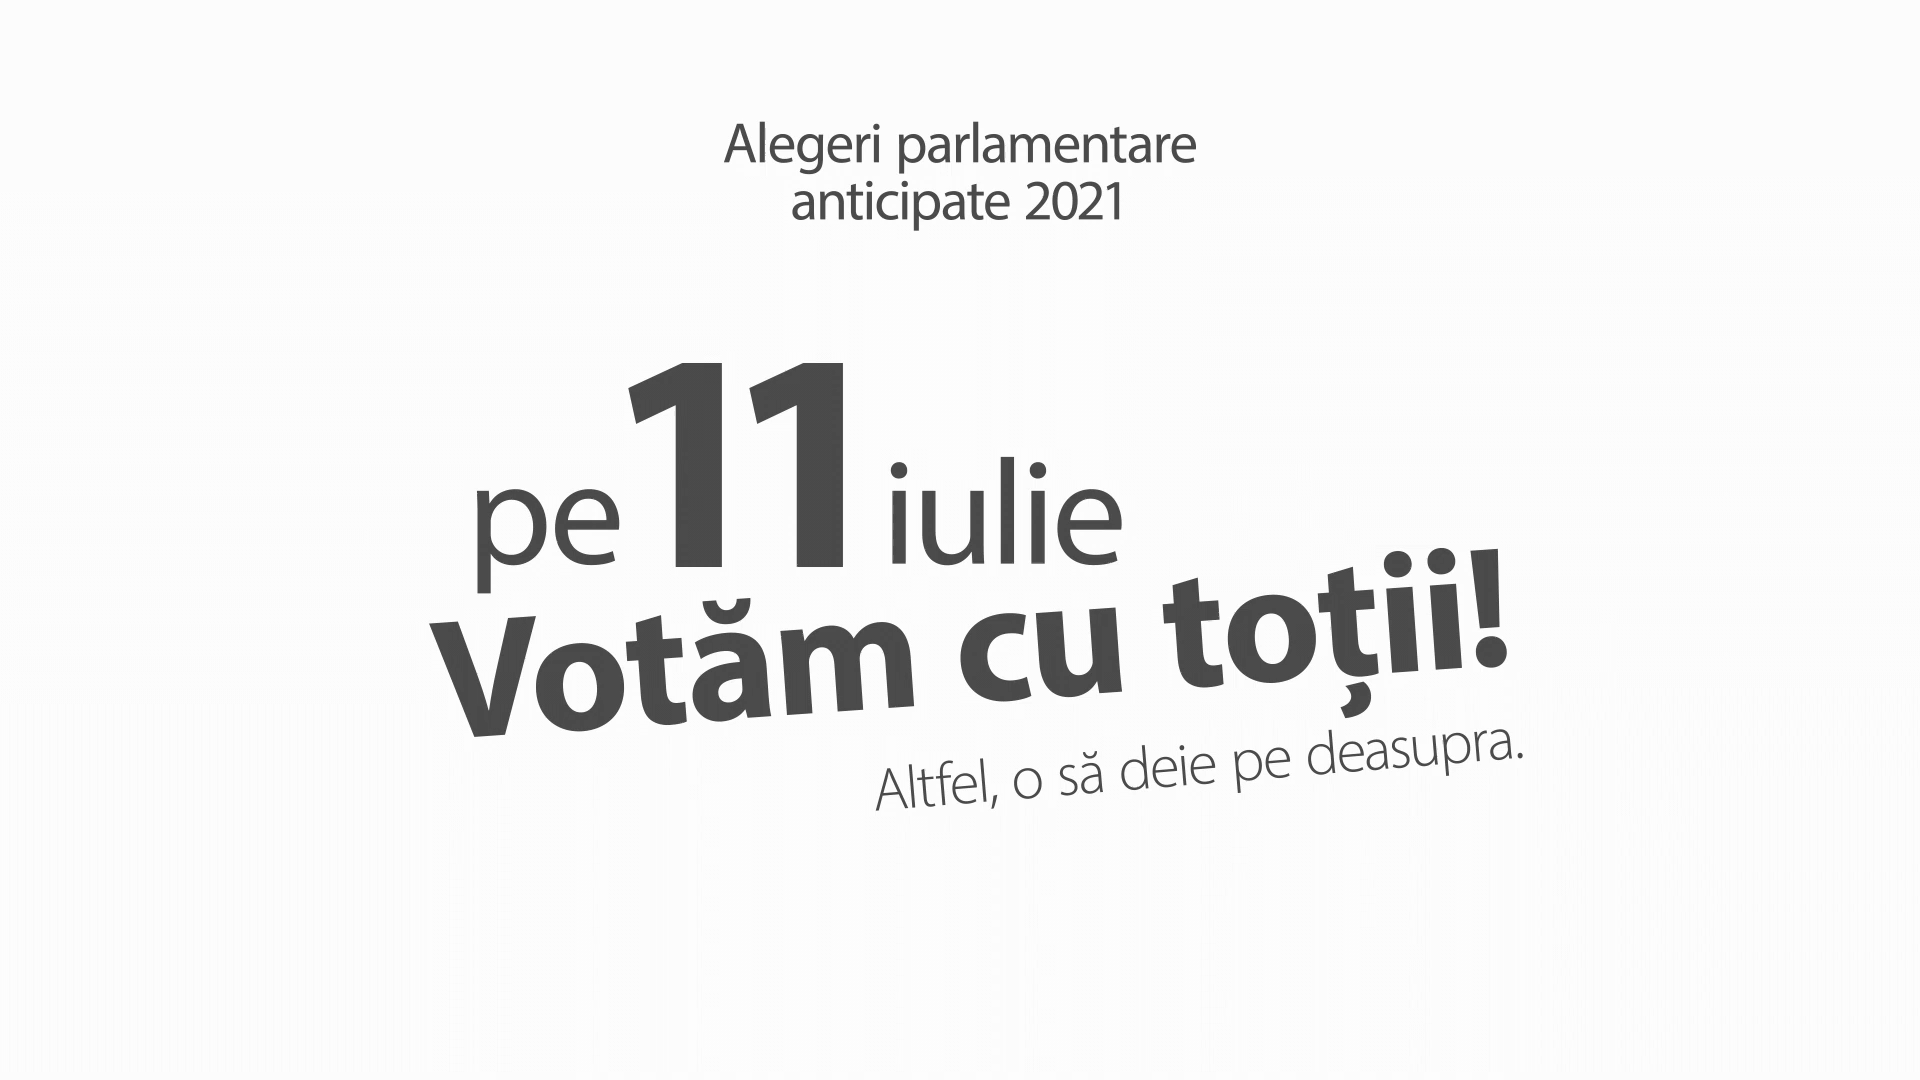 Alegeri parlamentare
anticipate 2021
pe 11 iulie
Votăm cu toții!
Altfel, o să deie pe deasupra.